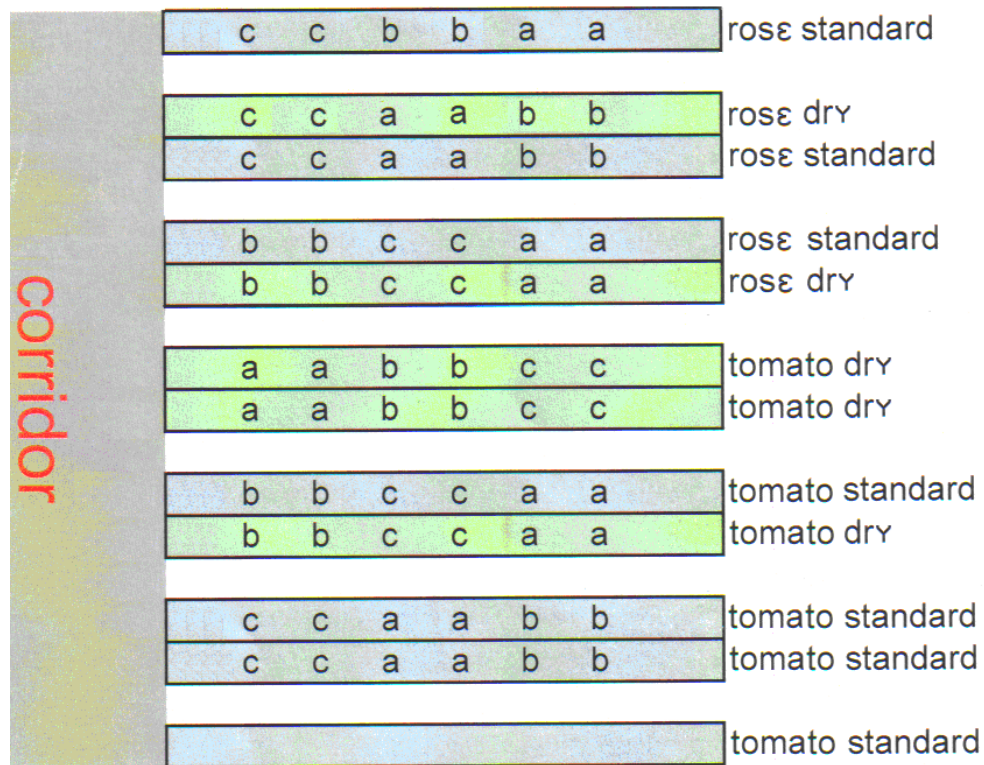 c c b b a a rosɛ standard
c c a a b b rosɛ drʏ
c c a a b b rosɛ standard
b b c c a a rosɛ standard
b b c c a a rosɛ drʏ
corridor
a a b b c c tomato drʏ
a a b b c c tomato drʏ
b b c c a a tomato standard
b b c c a a tomato drʏ
c c a a b b tomato standard
c c a a b b tomato standard
tomato standard